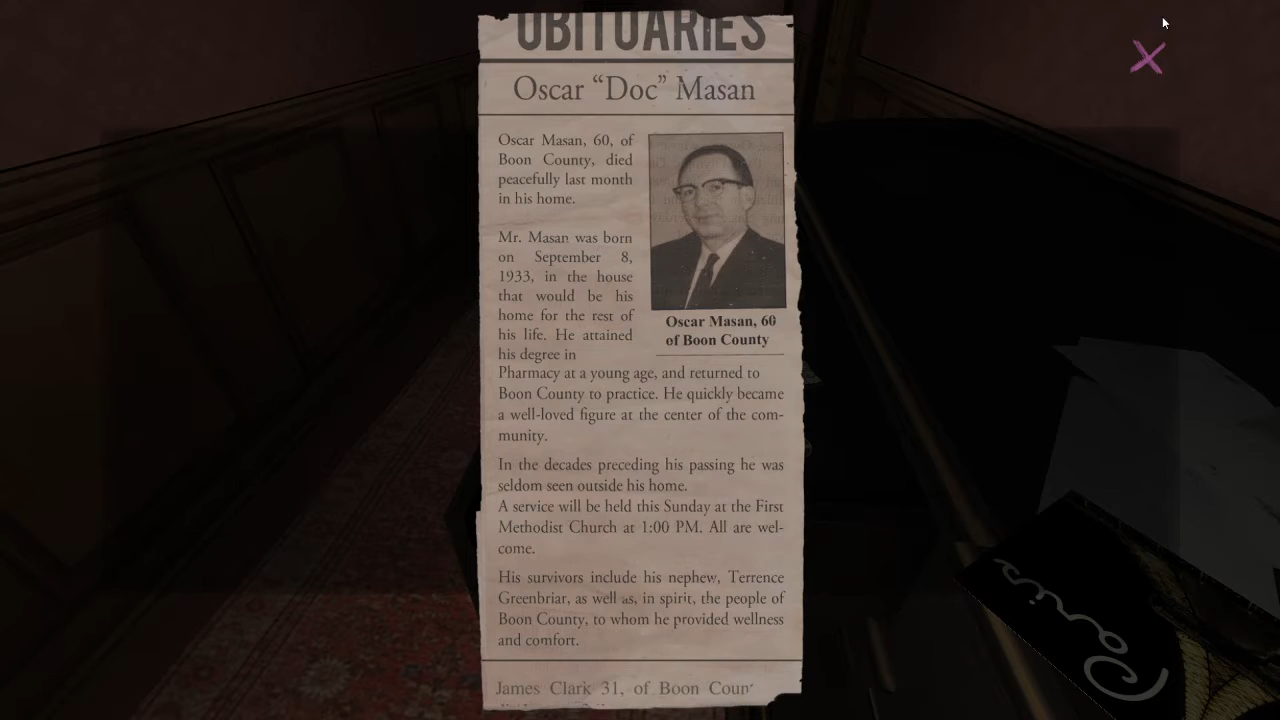 OBITUARIES
Oscar “Doc” Masan
Oscar Masan, 60, of
Boon County, died
peacefully last month
in his home.
Mr. Masan was born
on September 8,
1933, in the house
that would be his
home for the rest of
his life. He attained
his degree in
Oscar Masan, 60
of Boon County
Pharmacy at a young age, and returned to
Boon County to practice. He quickly became
a well-loved figure at the center of the com-
munity.
In the decades preceding his passing he was
seldom seen outside his home.
A service will be held this Sunday at the First
Methodist Church at 1:00 PM. All are wel-
come.
His survivors include his nephew, Terrence
Greenbriar, as well as, in spirit, the people of
Boon County, to whom he provided wellness
and comfort.
James Clark 31, of Boon Coun